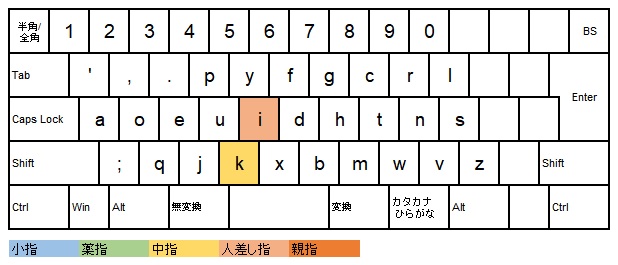 半角/
全角 1 2 3 4 5 6 7 8 9 0 BS
Tab ' , . p y f g c r l Enter
Caps Lock a o e u i d h t n s
Shift ; q j k x b m w v z Shift
Ctrl Win Alt 無変換 変換 カタカナ
ひらがな Alt Ctrl
小指 薬指 中指 人差し指 親指